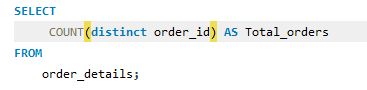 SELECT
COUNT(distinct order_id) AS Total_orders
FROM
order_details;